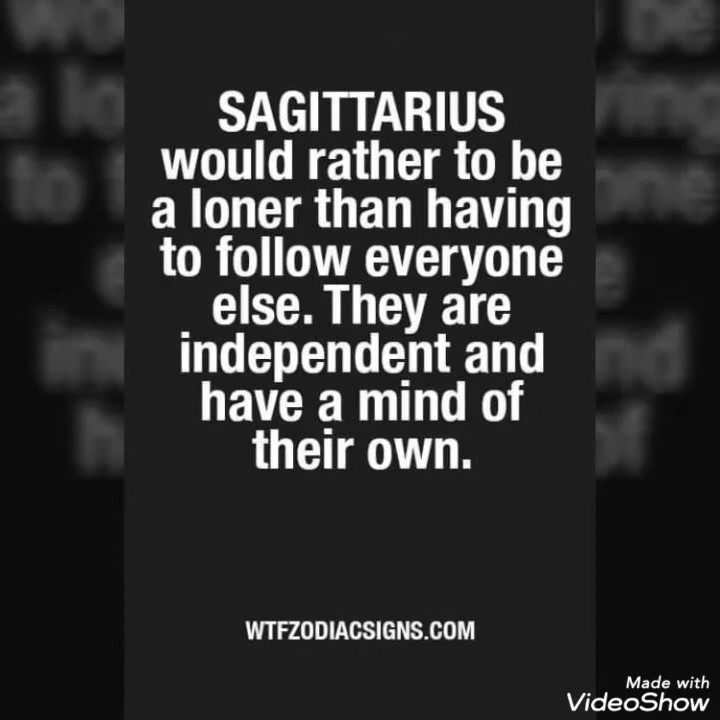 SAGITTARIUS
would rather to be
a loner than having
to follow everyone
else. They are
independent and
have a mind of
their own.
WTFZODIACSIGNS.COM
Made with
VideoShow